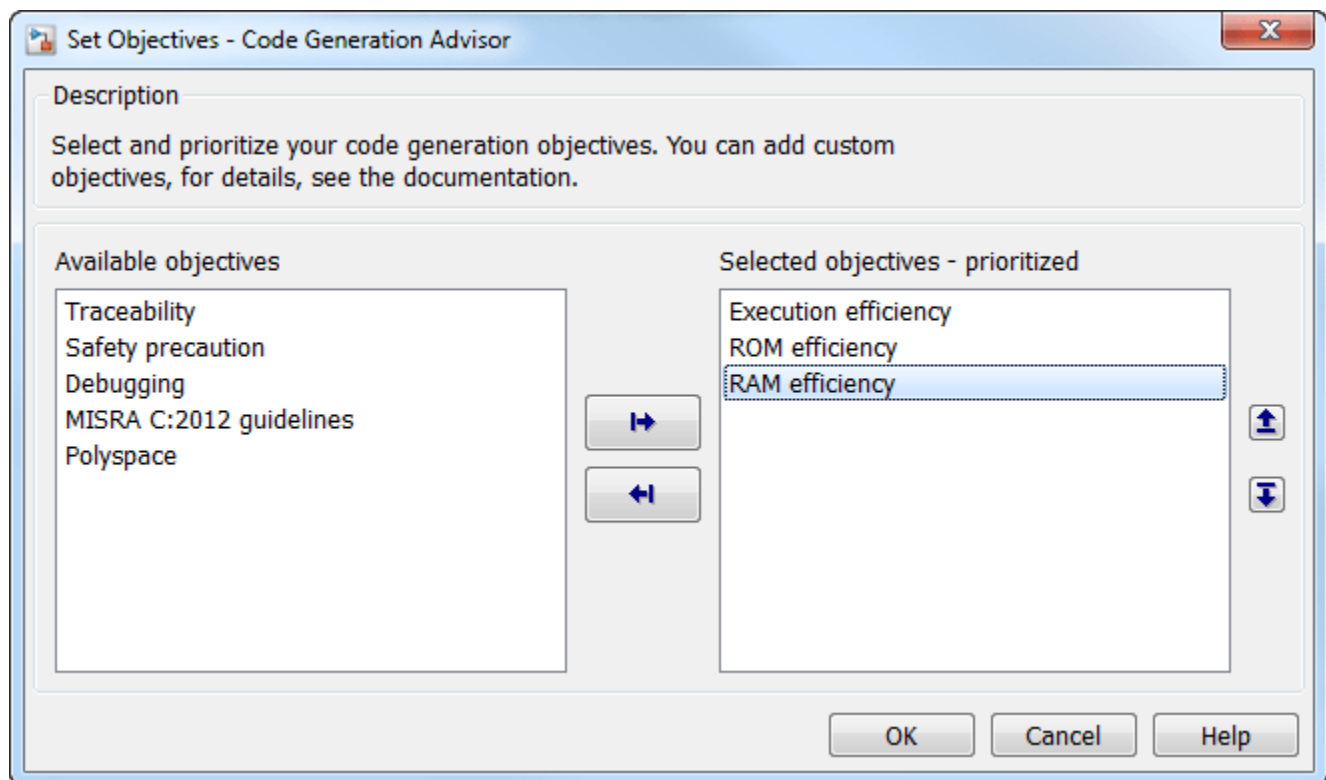 Set Objectives - Code Generation Advisor
Description
Select and prioritize your code generation objectives. You can add custom
objectives, for details, see the documentation.
Available objectives
Traceability
Safety precaution
Debugging
MISRA C:2012 guidelines
Polyspace
Selected objectives - prioritized
Execution efficiency
ROM efficiency
RAM efficiency
OK
Cancel
Help